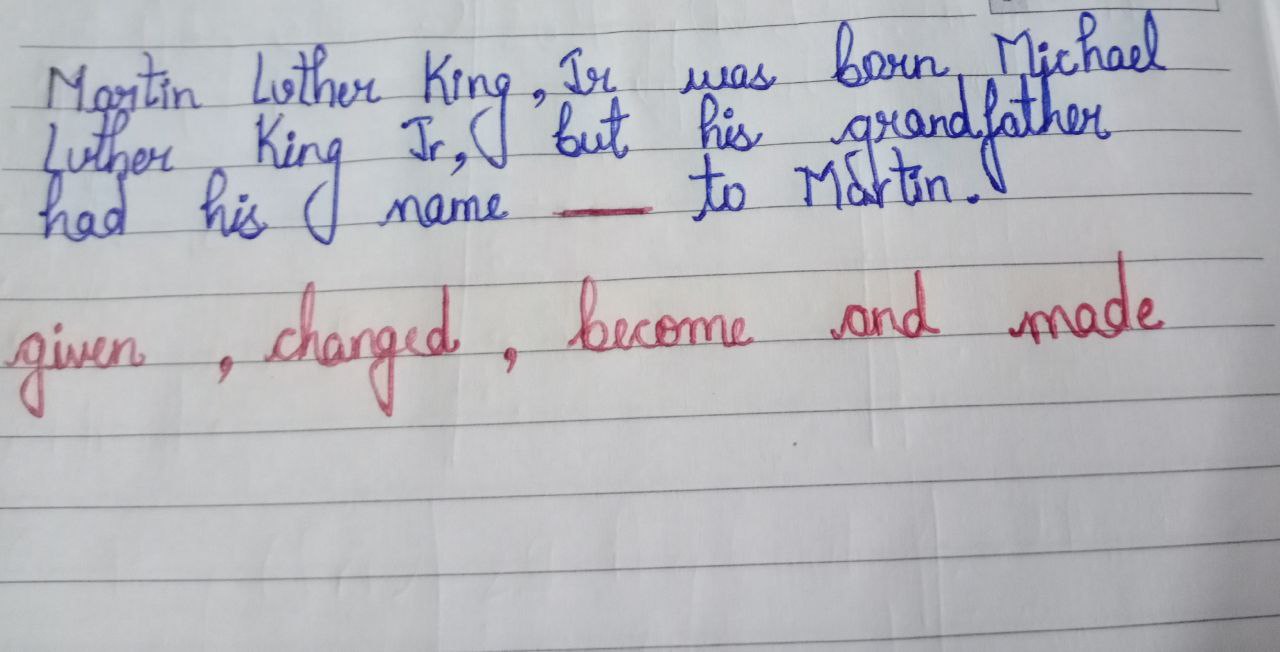 Martin Luther King, Jr was born Michael
Luther King Jr, but his grandfather
had his name ___ to Martin.
given, changed, become and made